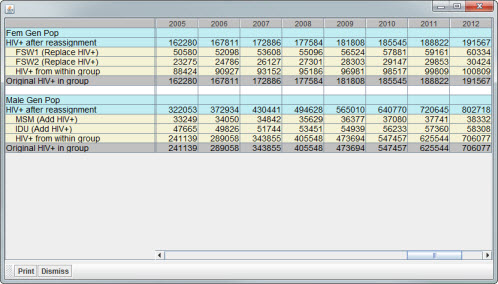 2005 2006 2007 2008 2009 2010 2011 2012
Fem Gen Pop
HIV+ after reassignment 162280 167811 172886 177584 181808 185545 188822 191567
FSW1 (Replace HIV+) 50580 52098 53608 55096 56524 57881 59161 60334
FSW2 (Replace HIV+) 23275 24786 26127 27301 28303 29147 29853 30424
HIV+ from within group 88424 90927 93152 95186 96981 98517 99809 100809
Original HIV+ in group 162280 167811 172886 177584 181808 185545 188822 191567
Male Gen Pop
HIV+ after reassignment 322053 372934 430441 494628 565010 640770 720645 802718
MSM (Add HIV+) 33249 34050 34842 35629 36377 37080 37741 38332
IDU (Add HIV+) 47665 49826 51744 53451 54939 56233 57360 58308
HIV+ from within group 241139 289058 343855 405548 473694 547457 625544 706077
Original HIV+ in group 241139 289058 343855 405548 473694 547457 625544 706077
Print Dismiss